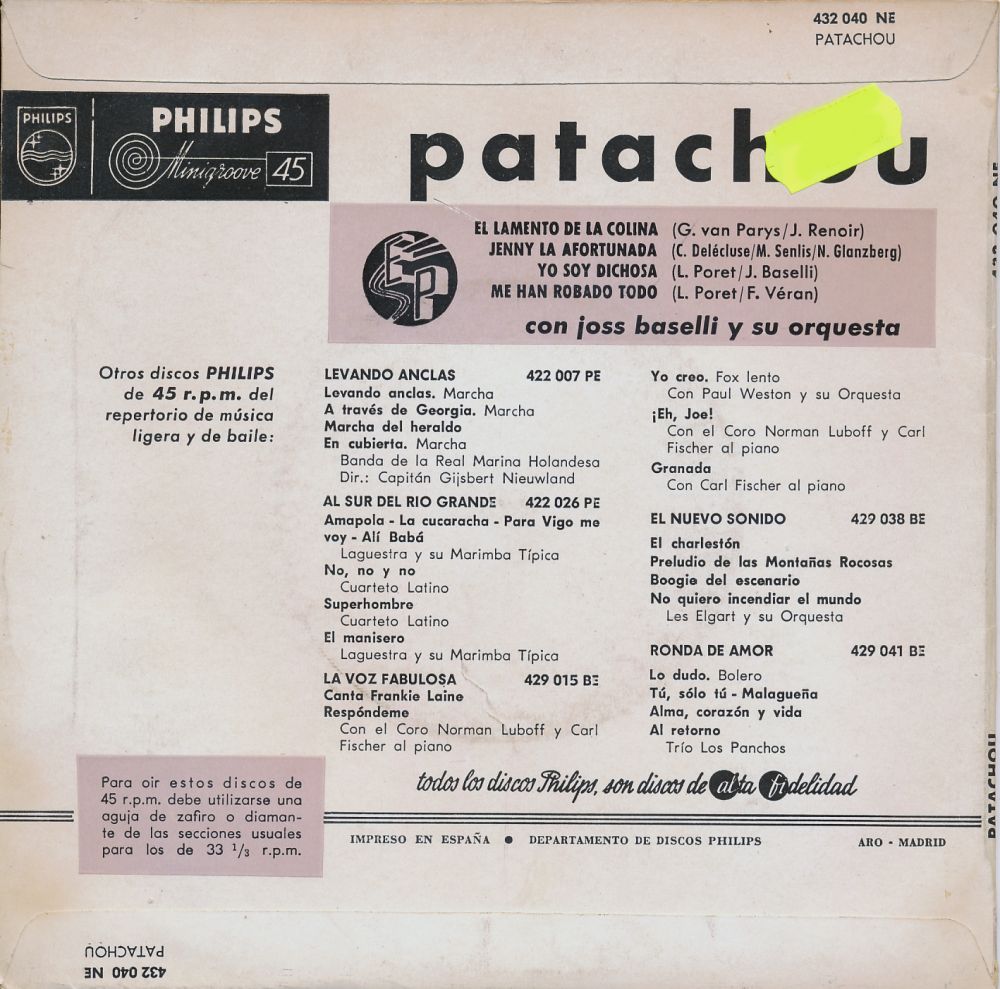 432 040 NE
PATACHOU
PHILIPS
PHILIPS
Minigroove 45
patachou
EP
EL LAMENTO DE LA COLINA (G. van Parys/J. Renoir)
JENNY LA AFORTUNADA (C. Delécluse/M. Senlis/N. Glanzberg)
YO SOY DICHOSA (L. Poret/J. Baselli)
ME HAN ROBADO TODO (L. Poret/F. Véran)
con joss baselli y su orquesta
Otros discos PHILIPS
de 45 r.p.m. del
repertorio de música
ligera y de baile:
LEVANDO ANCLAS 422 007 PE
Levando anclas. Marcha
A través de Georgia. Marcha
Marcha del heraldo
En cubierta. Marcha
Banda de la Real Marina Holandesa
Dir.: Capitán Gijsbert Nieuwland
AL SUR DEL RIO GRANDE 422 026 PE
Amapola - La cucaracha - Para Vigo me
voy - Alí Babá
Laguestra y su Marimba Típica
No, no y no
Cuarteto Latino
Superhombre
Cuarteto Latino
El manisero
Laguestra y su Marimba Típica
LA VOZ FABULOSA 429 015 BE
Canta Frankie Laine
Respóndeme
Con el Coro Norman Luboff y Carl
Fischer al piano
Yo creo. Fox lento
Con Paul Weston y su Orquesta
¡Eh, Joe!
Con el Coro Norman Luboff y Carl
Fischer al piano
Granada
Con Carl Fischer al piano
EL NUEVO SONIDO 429 038 BE
El charlestón
Preludio de las Montañas Rocosas
Boogie del escenario
No quiero incendiar el mundo
Les Elgart y su Orquesta
RONDA DE AMOR 429 041 BE
Lo dudo. Bolero
Tú, sólo tú - Malagueña
Alma, corazón y vida
Al retorno
Trío Los Panchos
todos los discos Philips, son discos de alta fidelidad
Para oir estos discos de
45 r.p.m. debe utilizarse una
aguja de zafiro o diaman-
te de las secciones usuales
para los de 33 1/3 r.p.m.
IMPRESO EN ESPAÑA ● DEPARTAMENTO DE DISCOS PHILIPS
ARO - MADRID
432 040 NE
PATACHOU
PATACHOU
432 040 NE